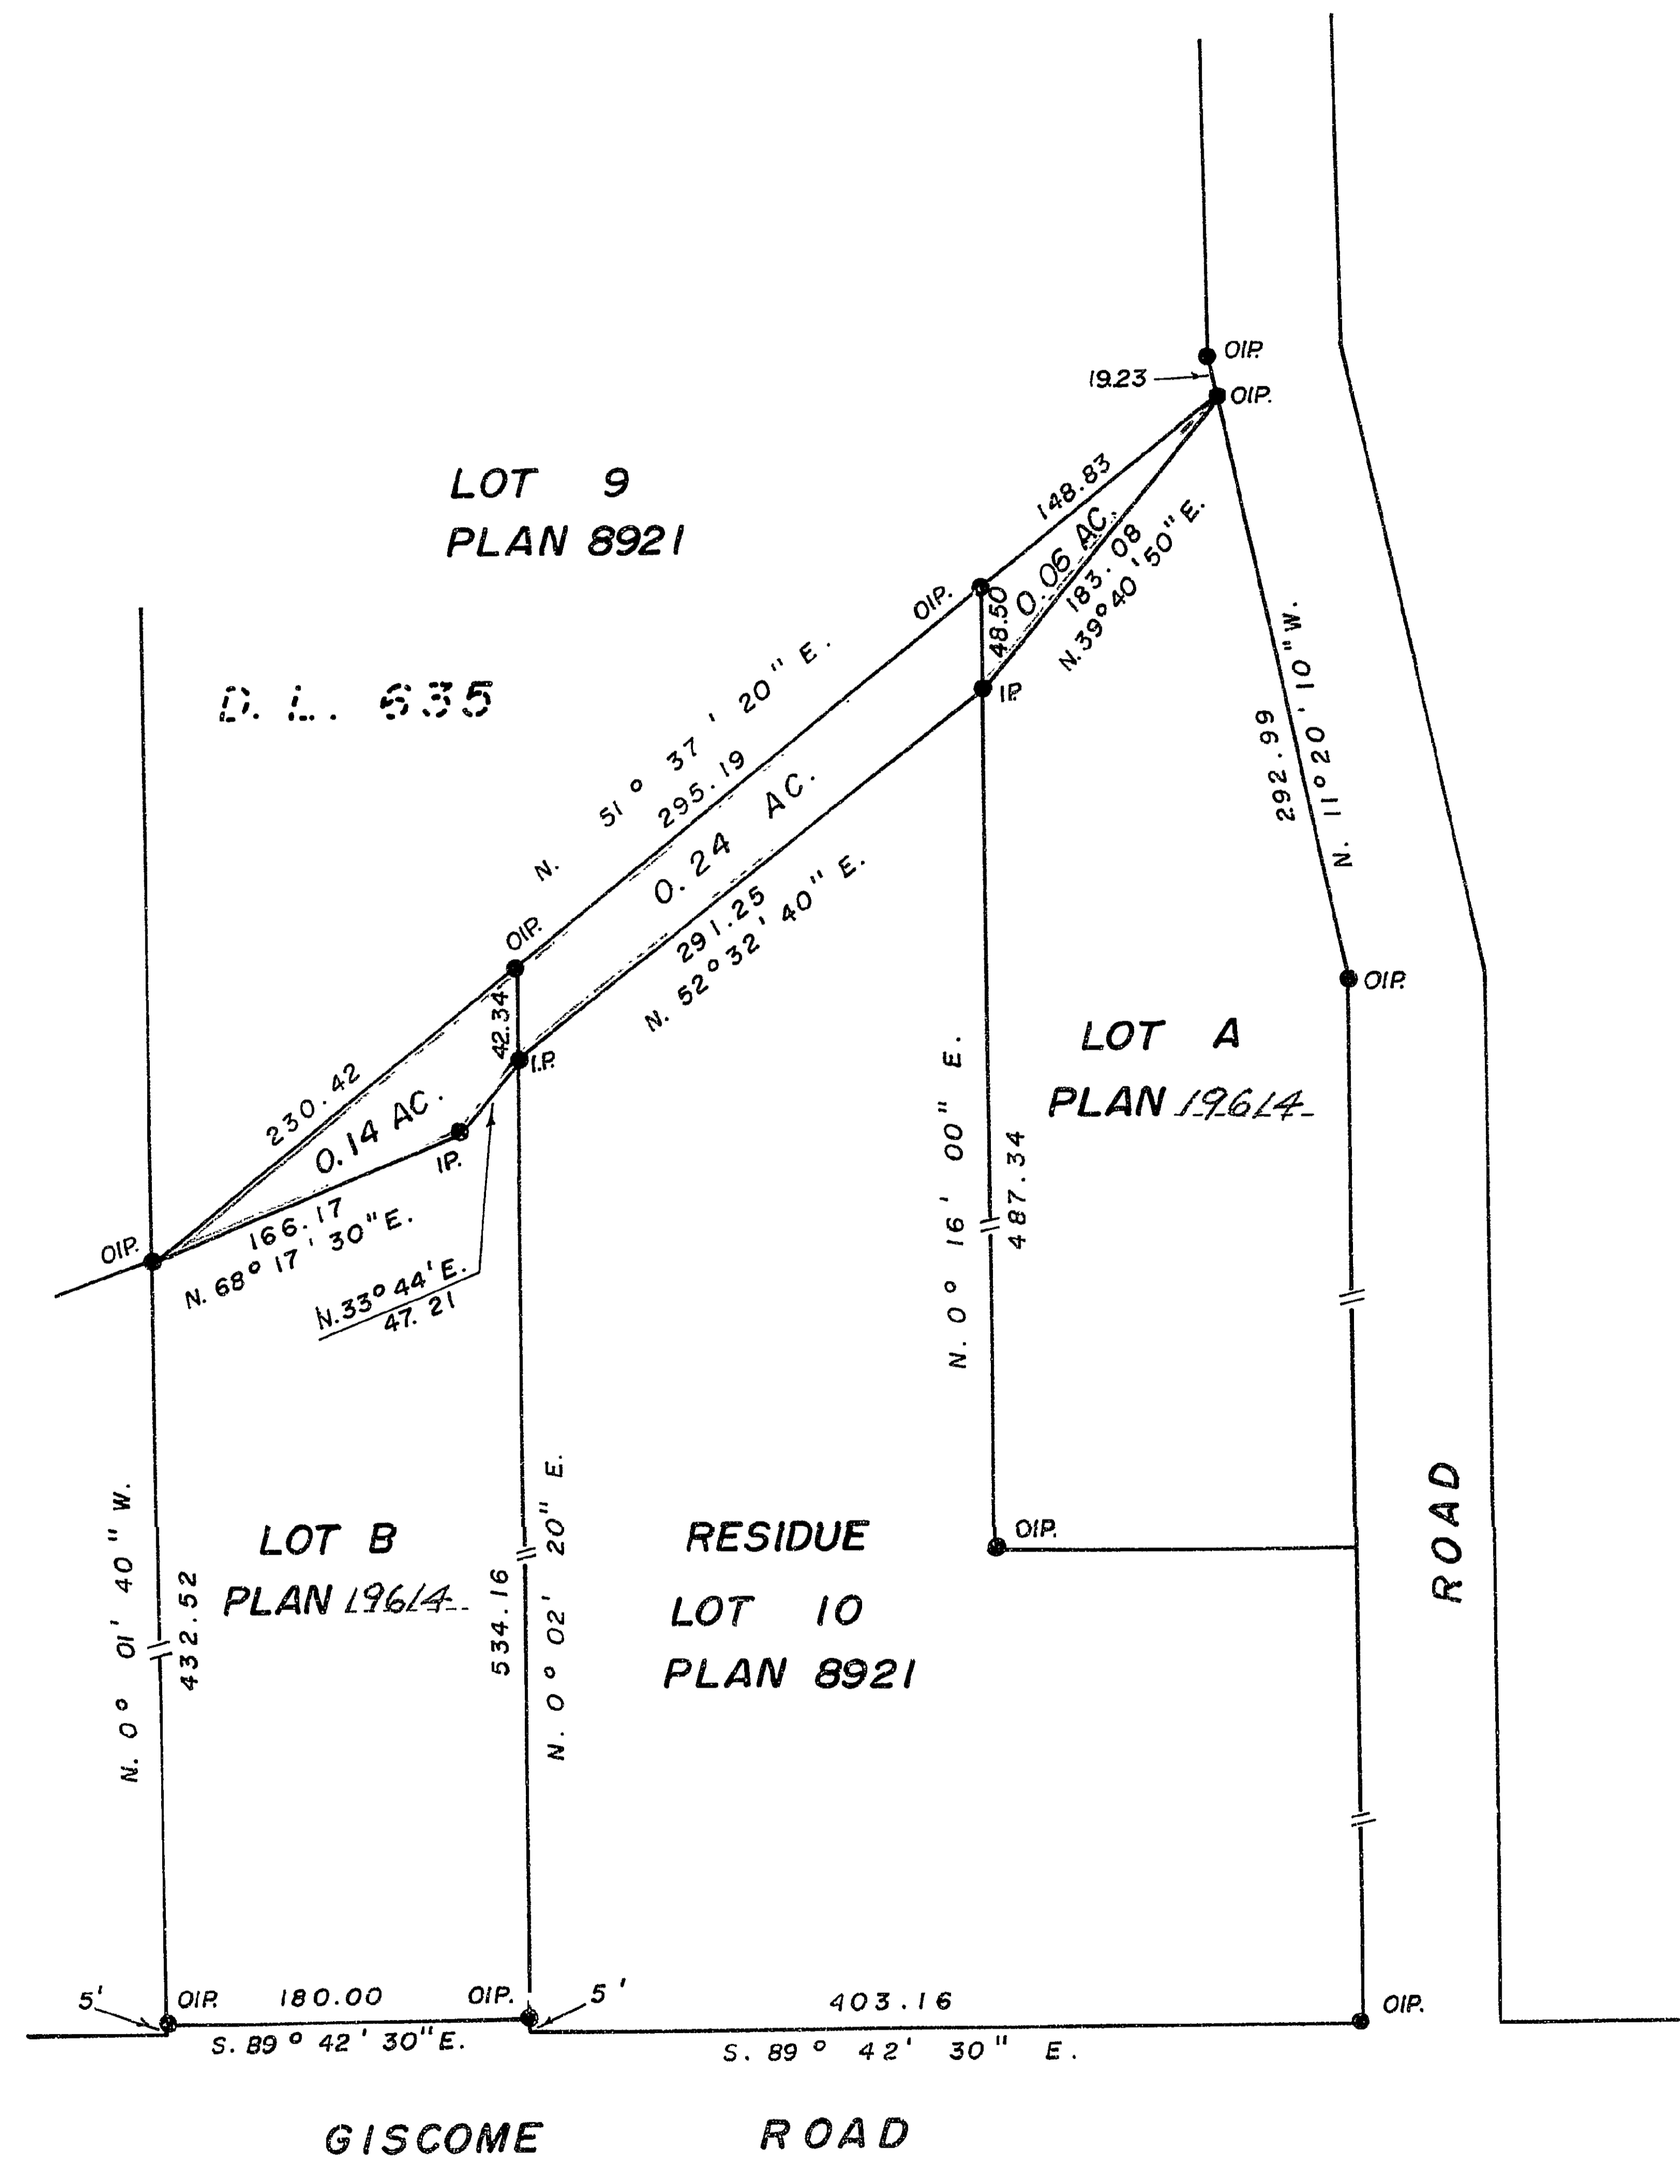 OIP.
19.23
OIP.
LOT 9
PLAN 8921
148.83
0.06 AC.
183.08
N.39°40'50"E.
OIP.
48.50
I.P.
D. L. 635
N. 51° 37' 20" E.
295.19
0.24 AC.
291.25
N. 52° 32' 40" E.
292.99
N. 11° 20' 10" W.
OIP.
OIP.
42.34
I.P.
LOT A
PLAN 19614
230.42
0.14 AC.
IP.
166.17
N. 68° 17' 30" E.
OIP.
N.33° 44' E.
47.21
N. 0° 16' 00" E.
487.34
OIP.
N. 0° 01' 40" W.
432.52
LOT B
PLAN 19614
534.16
N. 0° 02' 20" E.
RESIDUE
LOT 10
PLAN 8921
ROAD
5'
OIP.
180.00
OIP.
5'
403.16
OIP.
S. 89° 42' 30" E.
S. 89° 42' 30" E.
GISCOME ROAD